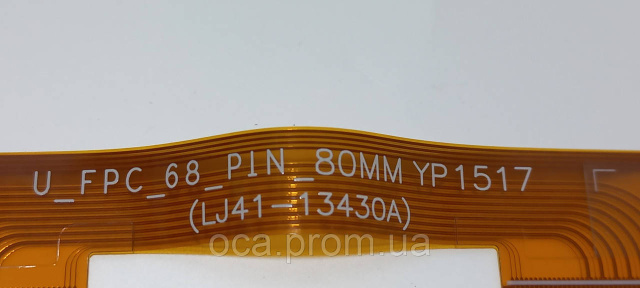 U_FPC_68_PIN_80MM YP1517
(LJ41-13430A)
oca.prom.ua